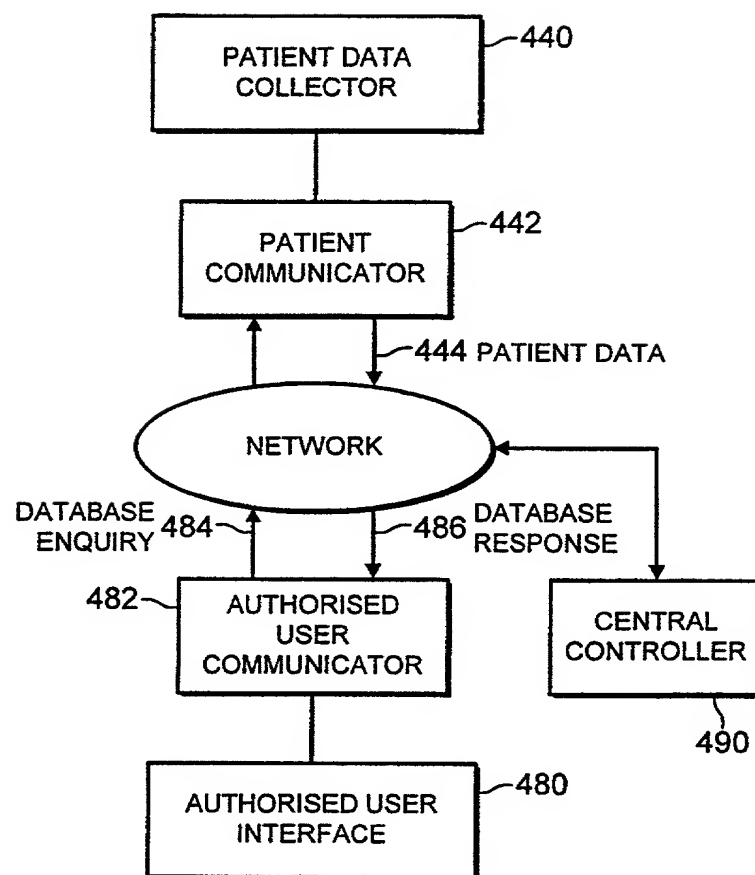 PATIENT DATA
COLLECTOR
440
PATIENT
COMMUNICATOR
442
444 PATIENT DATA
NETWORK
DATABASE
ENQUIRY
484
486
DATABASE
RESPONSE
482
AUTHORISED
USER
COMMUNICATOR
CENTRAL
CONTROLLER
490
AUTHORISED USER
INTERFACE
480